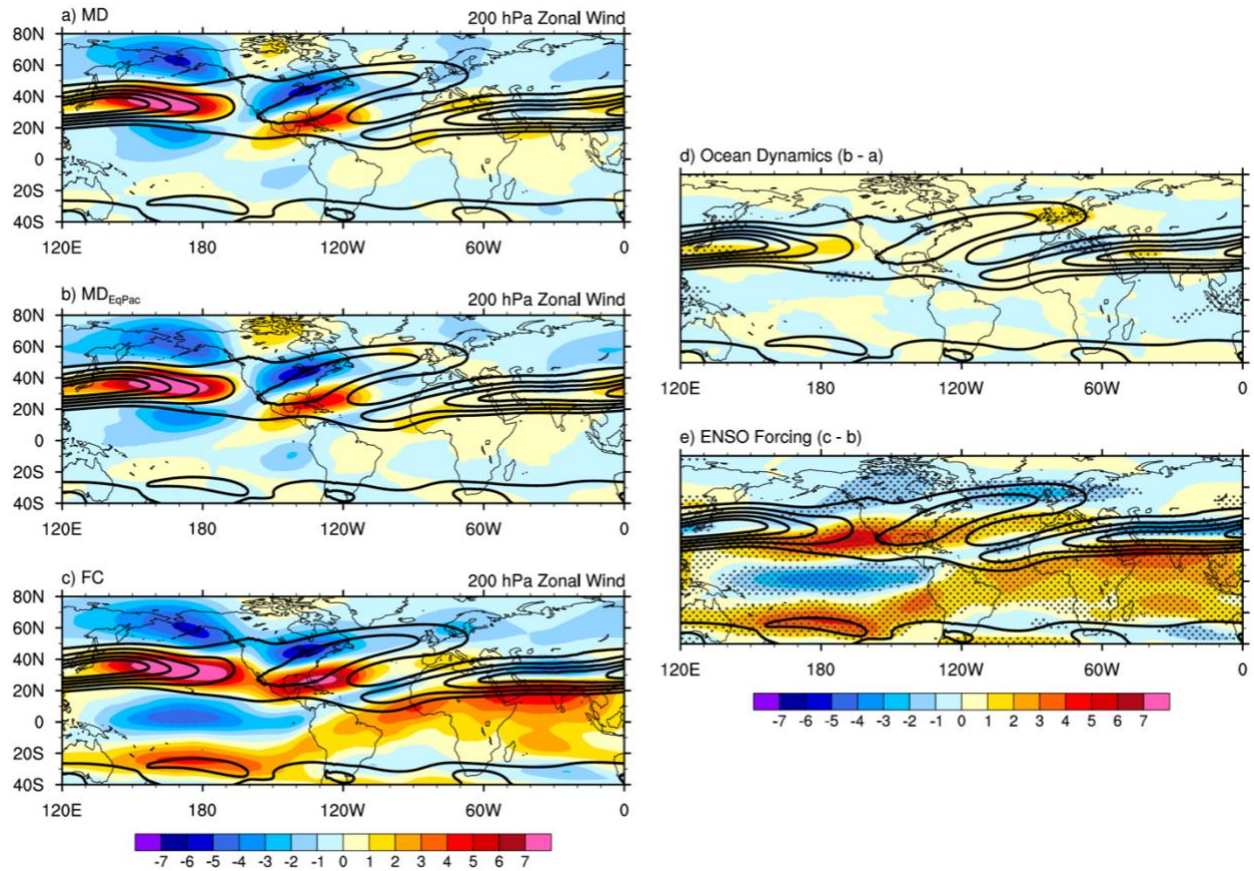 a) MD 200 hPa Zonal Wind
80N
60N
40N
20N
0
20S
40S
120E 180 120W 60W 0
b) MD_EqPac 200 hPa Zonal Wind
80N
60N
40N
20N
0
20S
40S
120E 180 120W 60W 0
c) FC 200 hPa Zonal Wind
80N
60N
40N
20N
0
20S
40S
120E 180 120W 60W 0
-7 -6 -5 -4 -3 -2 -1 0 1 2 3 4 5 6 7
d) Ocean Dynamics (b - a)
120E 180 120W 60W 0
e) ENSO Forcing (c - b)
120E 180 120W 60W 0
-7 -6 -5 -4 -3 -2 -1 0 1 2 3 4 5 6 7